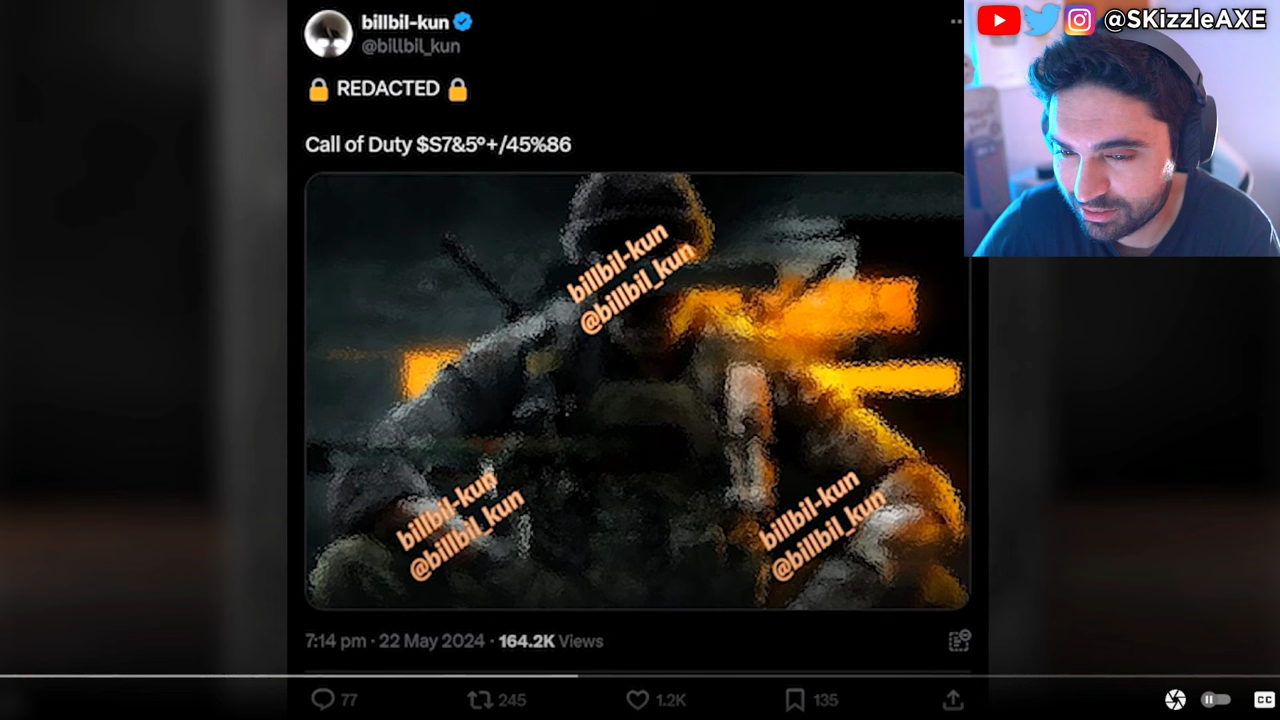 billbil-kun
@billbil_kun
@SKizzleAXE
🔒 REDACTED 🔒
Call of Duty $S7&5°+/45%86
billbil-kun
@billbil_kun
billbil-kun
@billbil_kun
billbil-kun
@billbil_kun
7:14 pm · 22 May 2024 · 164.2K Views
77
245
1.2K
135
CC